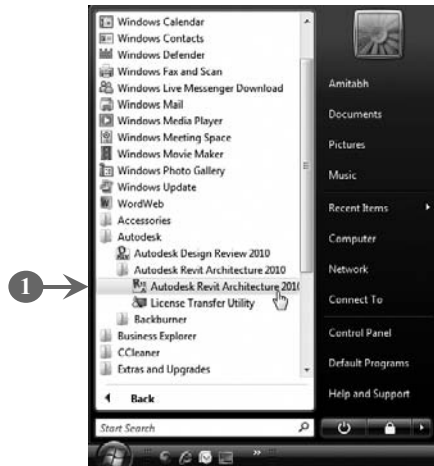 Windows Calendar
Windows Contacts
Windows Defender
Windows Fax and Scan
Windows Live Messenger Download
Windows Mail
Windows Media Player
Windows Meeting Space
Windows Movie Maker
Windows Photo Gallery
Windows Update
WordWeb
Accessories
Autodesk
Autodesk Design Review 2010
Autodesk Revit Architecture 2010
1
Autodesk Revit Architecture 2010
License Transfer Utility
Backburner
Business Explorer
CCleaner
Extras and Upgrades
Back
Start Search
Amitabh
Documents
Pictures
Music
Recent Items
Computer
Network
Connect To
Control Panel
Default Programs
Help and Support